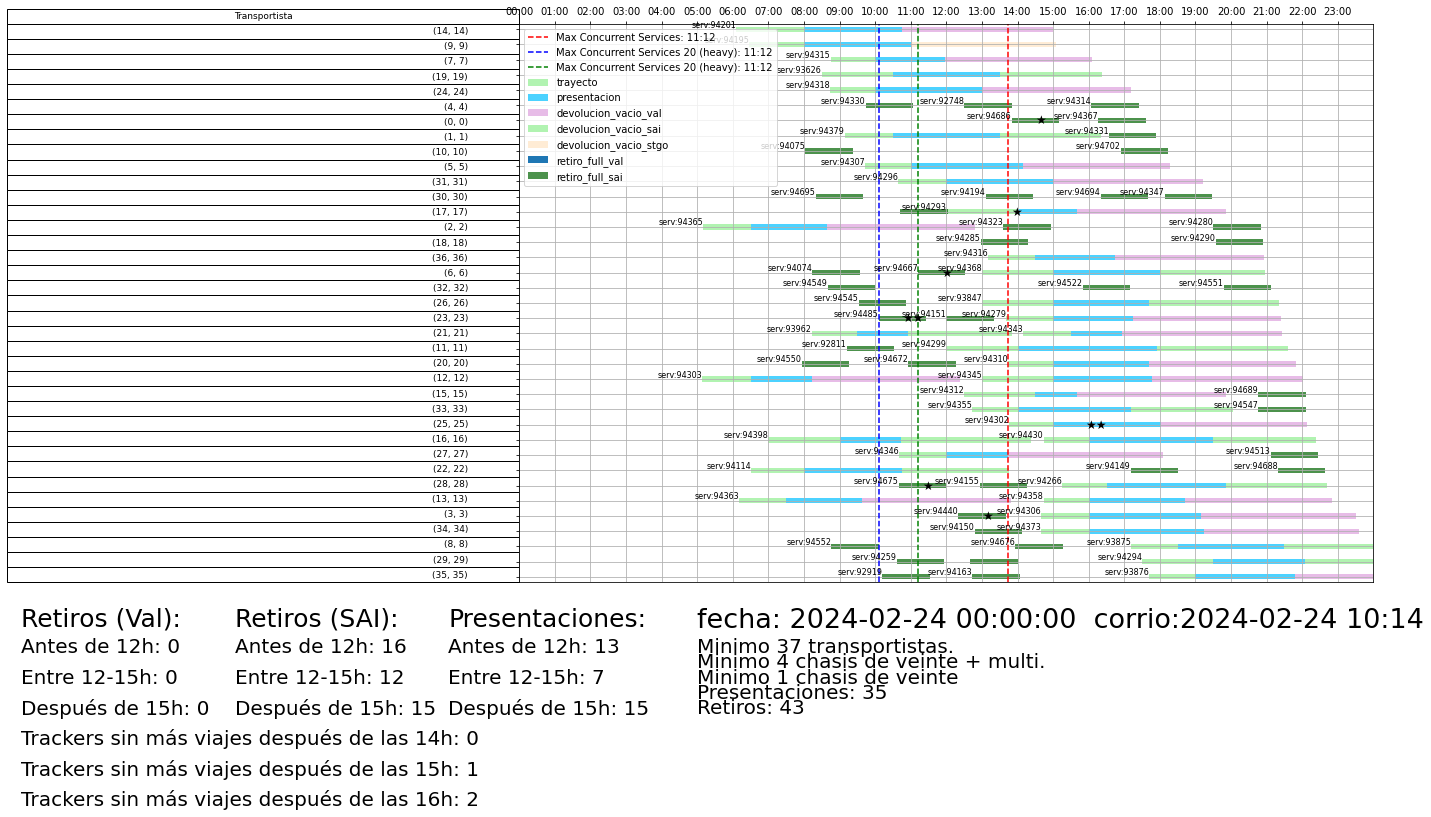 Transportista
00:00 01:00 02:00 03:00 04:00 05:00 06:00 07:00 08:00 09:00 10:00 11:00 12:00 13:00 14:00 15:00 16:00 17:00 18:00 19:00 20:00 21:00 22:00 23:00
(14, 14) serv:94201
(9, 9) serv:94195
(7, 7) serv:94315
(19, 19) serv:93626
(24, 24) serv:94318
(4, 4) serv:94330 serv:92748 serv:94314
(0, 0) serv:94686 serv:94367
(1, 1) serv:94379 serv:94331
(10, 10) serv:94075 serv:94702
(5, 5) serv:94307
(31, 31) serv:94296
(30, 30) serv:94695 serv:94194 serv:94694 serv:94347
(17, 17) serv:94293
(2, 2) serv:94365 serv:94323 serv:94280
(18, 18) serv:94285 serv:94290
(36, 36) serv:94316
(6, 6) serv:94074 serv:94667 serv:94368
(32, 32) serv:94549 serv:94522 serv:94551
(26, 26) serv:94545 serv:93847
(23, 23) serv:94485 serv:94151 serv:94279
(21, 21) serv:93962 serv:94343
(11, 11) serv:92811 serv:94299
(20, 20) serv:94550 serv:94672 serv:94310
(12, 12) serv:94303 serv:94345
(15, 15) serv:94312 serv:94689
(33, 33) serv:94355 serv:94547
(25, 25) serv:94302
(16, 16) serv:94398 serv:94430
(27, 27) serv:94346 serv:94513
(22, 22) serv:94114 serv:94149 serv:94688
(28, 28) serv:94675 serv:94155 serv:94266
(13, 13) serv:94363 serv:94358
(3, 3) serv:94440 serv:94306
(34, 34) serv:94150 serv:94373
(8, 8) serv:94552 serv:94676 serv:93875
(29, 29) serv:94259 serv:94294
(35, 35) serv:92919 serv:94163 serv:93876
Max Concurrent Services: 11:12
Max Concurrent Services 20 (heavy): 11:12
Max Concurrent Services 20 (heavy): 11:12
trayecto
presentacion
devolucion_vacio_val
devolucion_vacio_sai
devolucion_vacio_stgo
retiro_full_val
retiro_full_sai
Retiros (Val):
Antes de 12h: 0
Entre 12-15h: 0
Después de 15h: 0
Retiros (SAI):
Antes de 12h: 16
Entre 12-15h: 12
Después de 15h: 15
Presentaciones:
Antes de 12h: 13
Entre 12-15h: 7
Después de 15h: 15
fecha: 2024-02-24 00:00:00 corrio:2024-02-24 10:14
Minimo 37 transportistas.
Minimo 4 chasis de veinte + multi.
Minimo 1 chasis de veinte
Presentaciones: 35
Retiros: 43
Trackers sin más viajes después de las 14h: 0
Trackers sin más viajes después de las 15h: 1
Trackers sin más viajes después de las 16h: 2